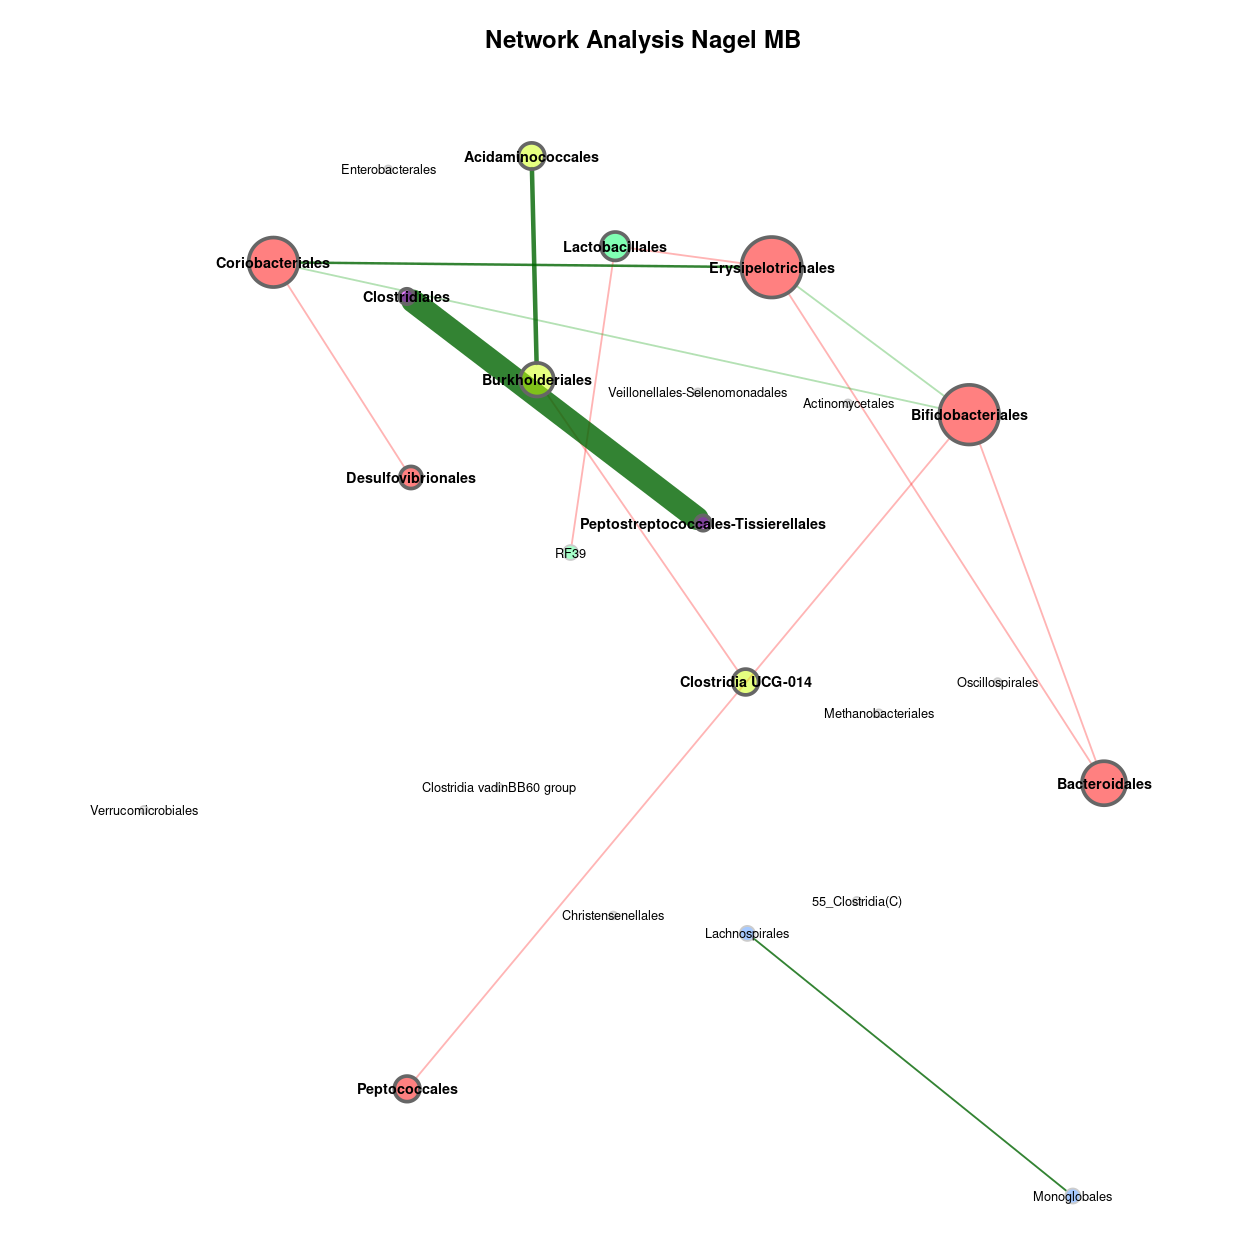 Network Analysis Nagel MB
Acidaminococcales
Enterobacterales
Lactobacillales
Coriobacteriales
Erysipelotrichales
Clostridiales
Burkholderiales
Veillonellales-Selenomonadales
Actinomycetales
Bifidobacteriales
Desulfovibrionales
Peptostreptococcales-Tissierellales
RF39
Clostridia UCG-014
Oscillospirales
Methanobacteriales
Bacteroidales
Clostridia vadinBB60 group
Verrucomicrobiales
55_Clostridia(C)
Christensenellales
Lachnospirales
Peptococcales
Monoglobales